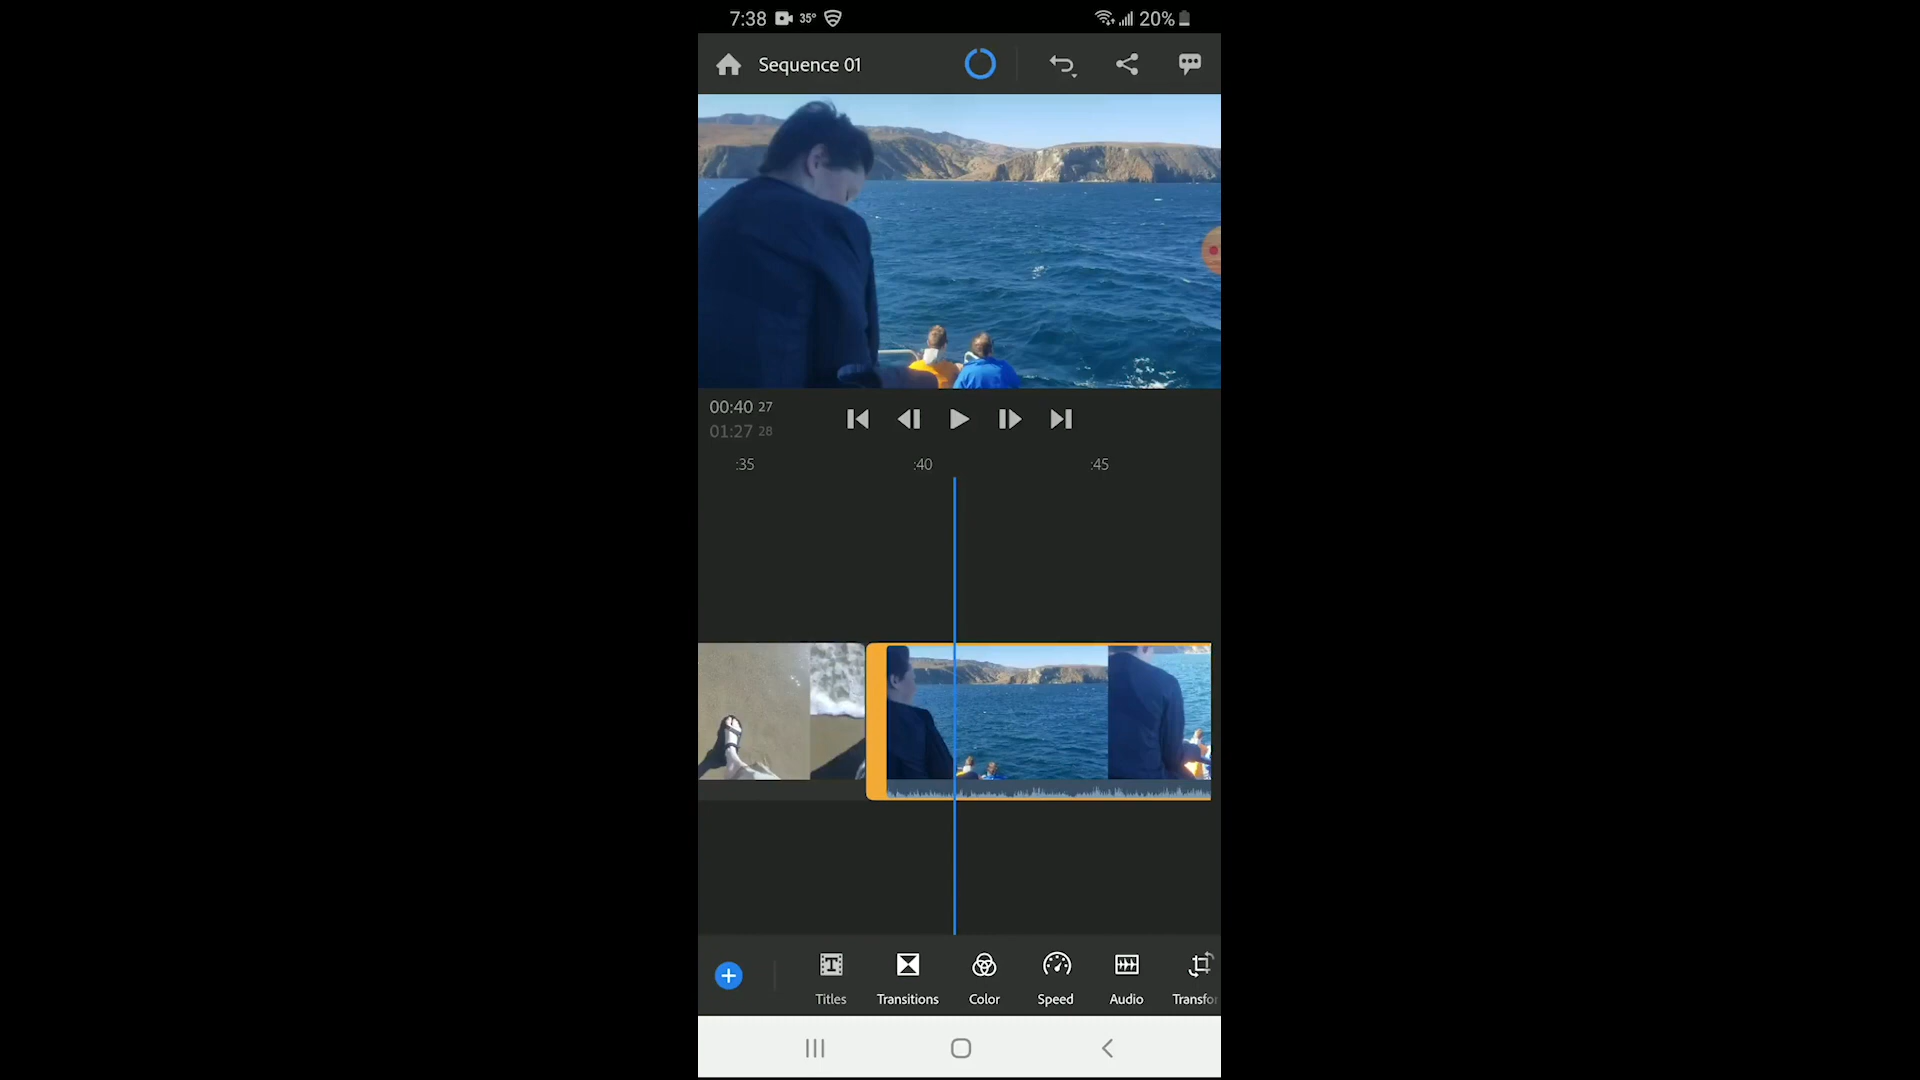 7:38 35° 20%
Sequence 01
00:40 27
01:27 28
:35 :40 :45
Titles Transitions Color Speed Audio Transfo